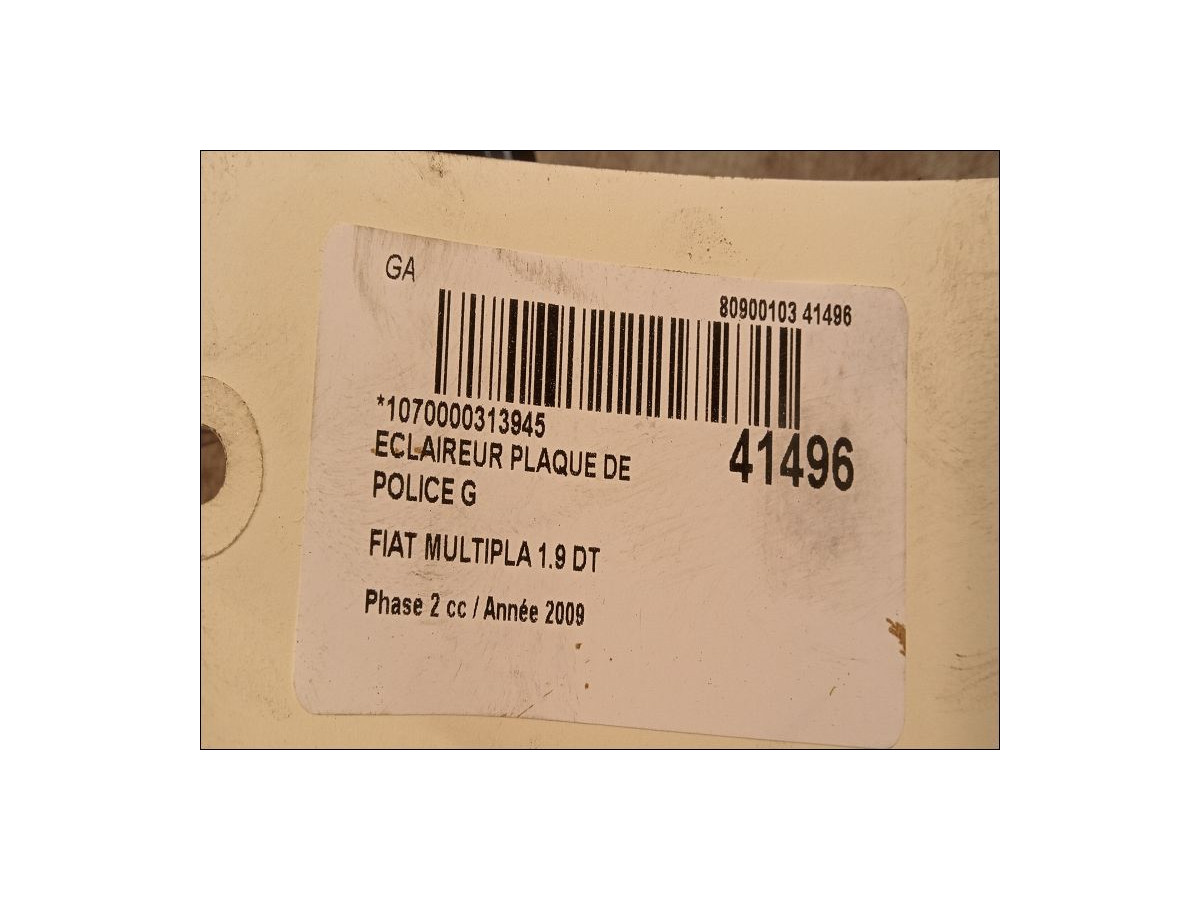 GA
80900103 41496
*1070000313945
41496
ECLAIREUR PLAQUE DE
POLICE G
FIAT MULTIPLA 1.9 DT
Phase 2 cc / Année 2009